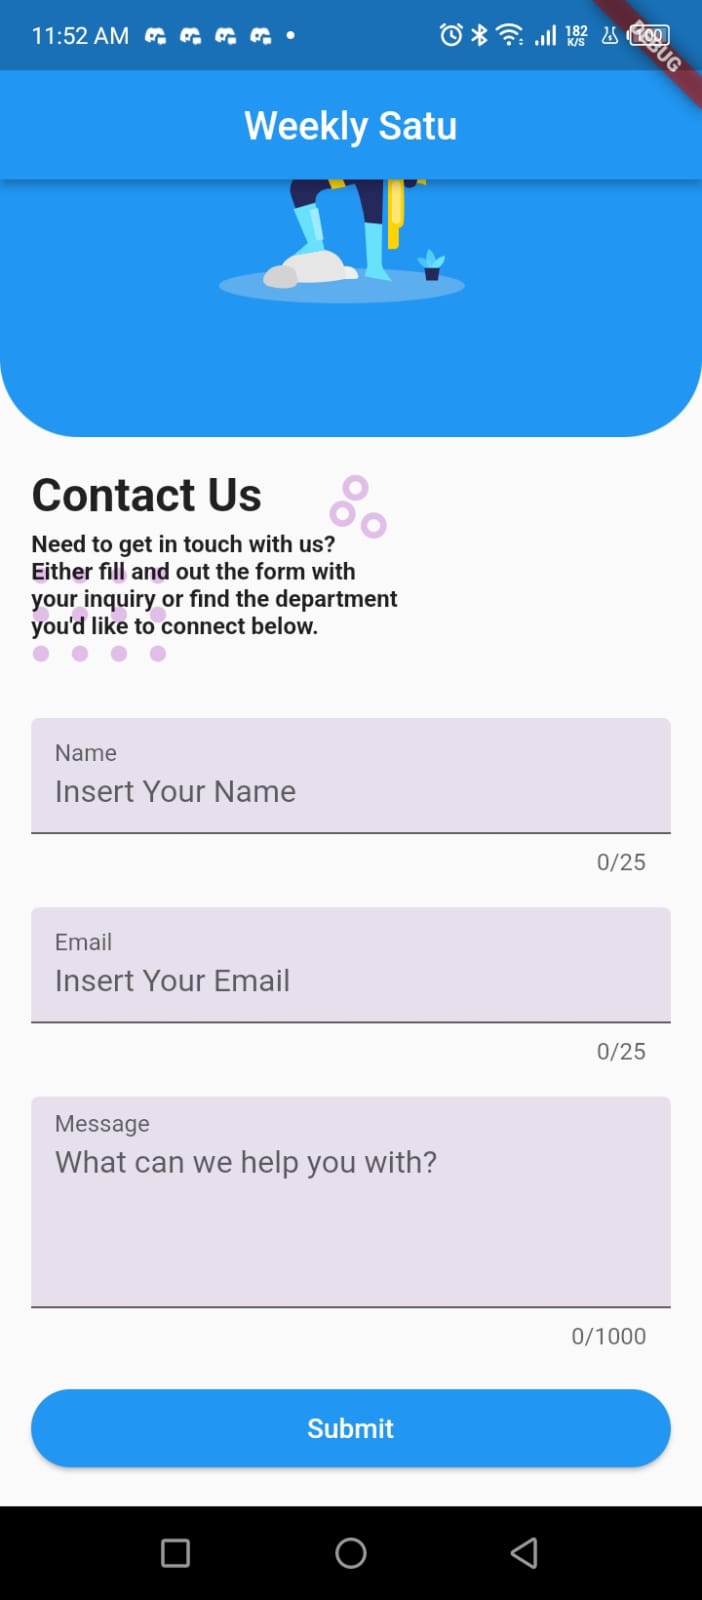 11:52 AM
182
K/S
100
DEBUG
Weekly Satu
Contact Us
Need to get in touch with us?
Either fill and out the form with
your inquiry or find the department
you'd like to connect below.
Name
Insert Your Name
0/25
Email
Insert Your Email
0/25
Message
What can we help you with?
0/1000
Submit